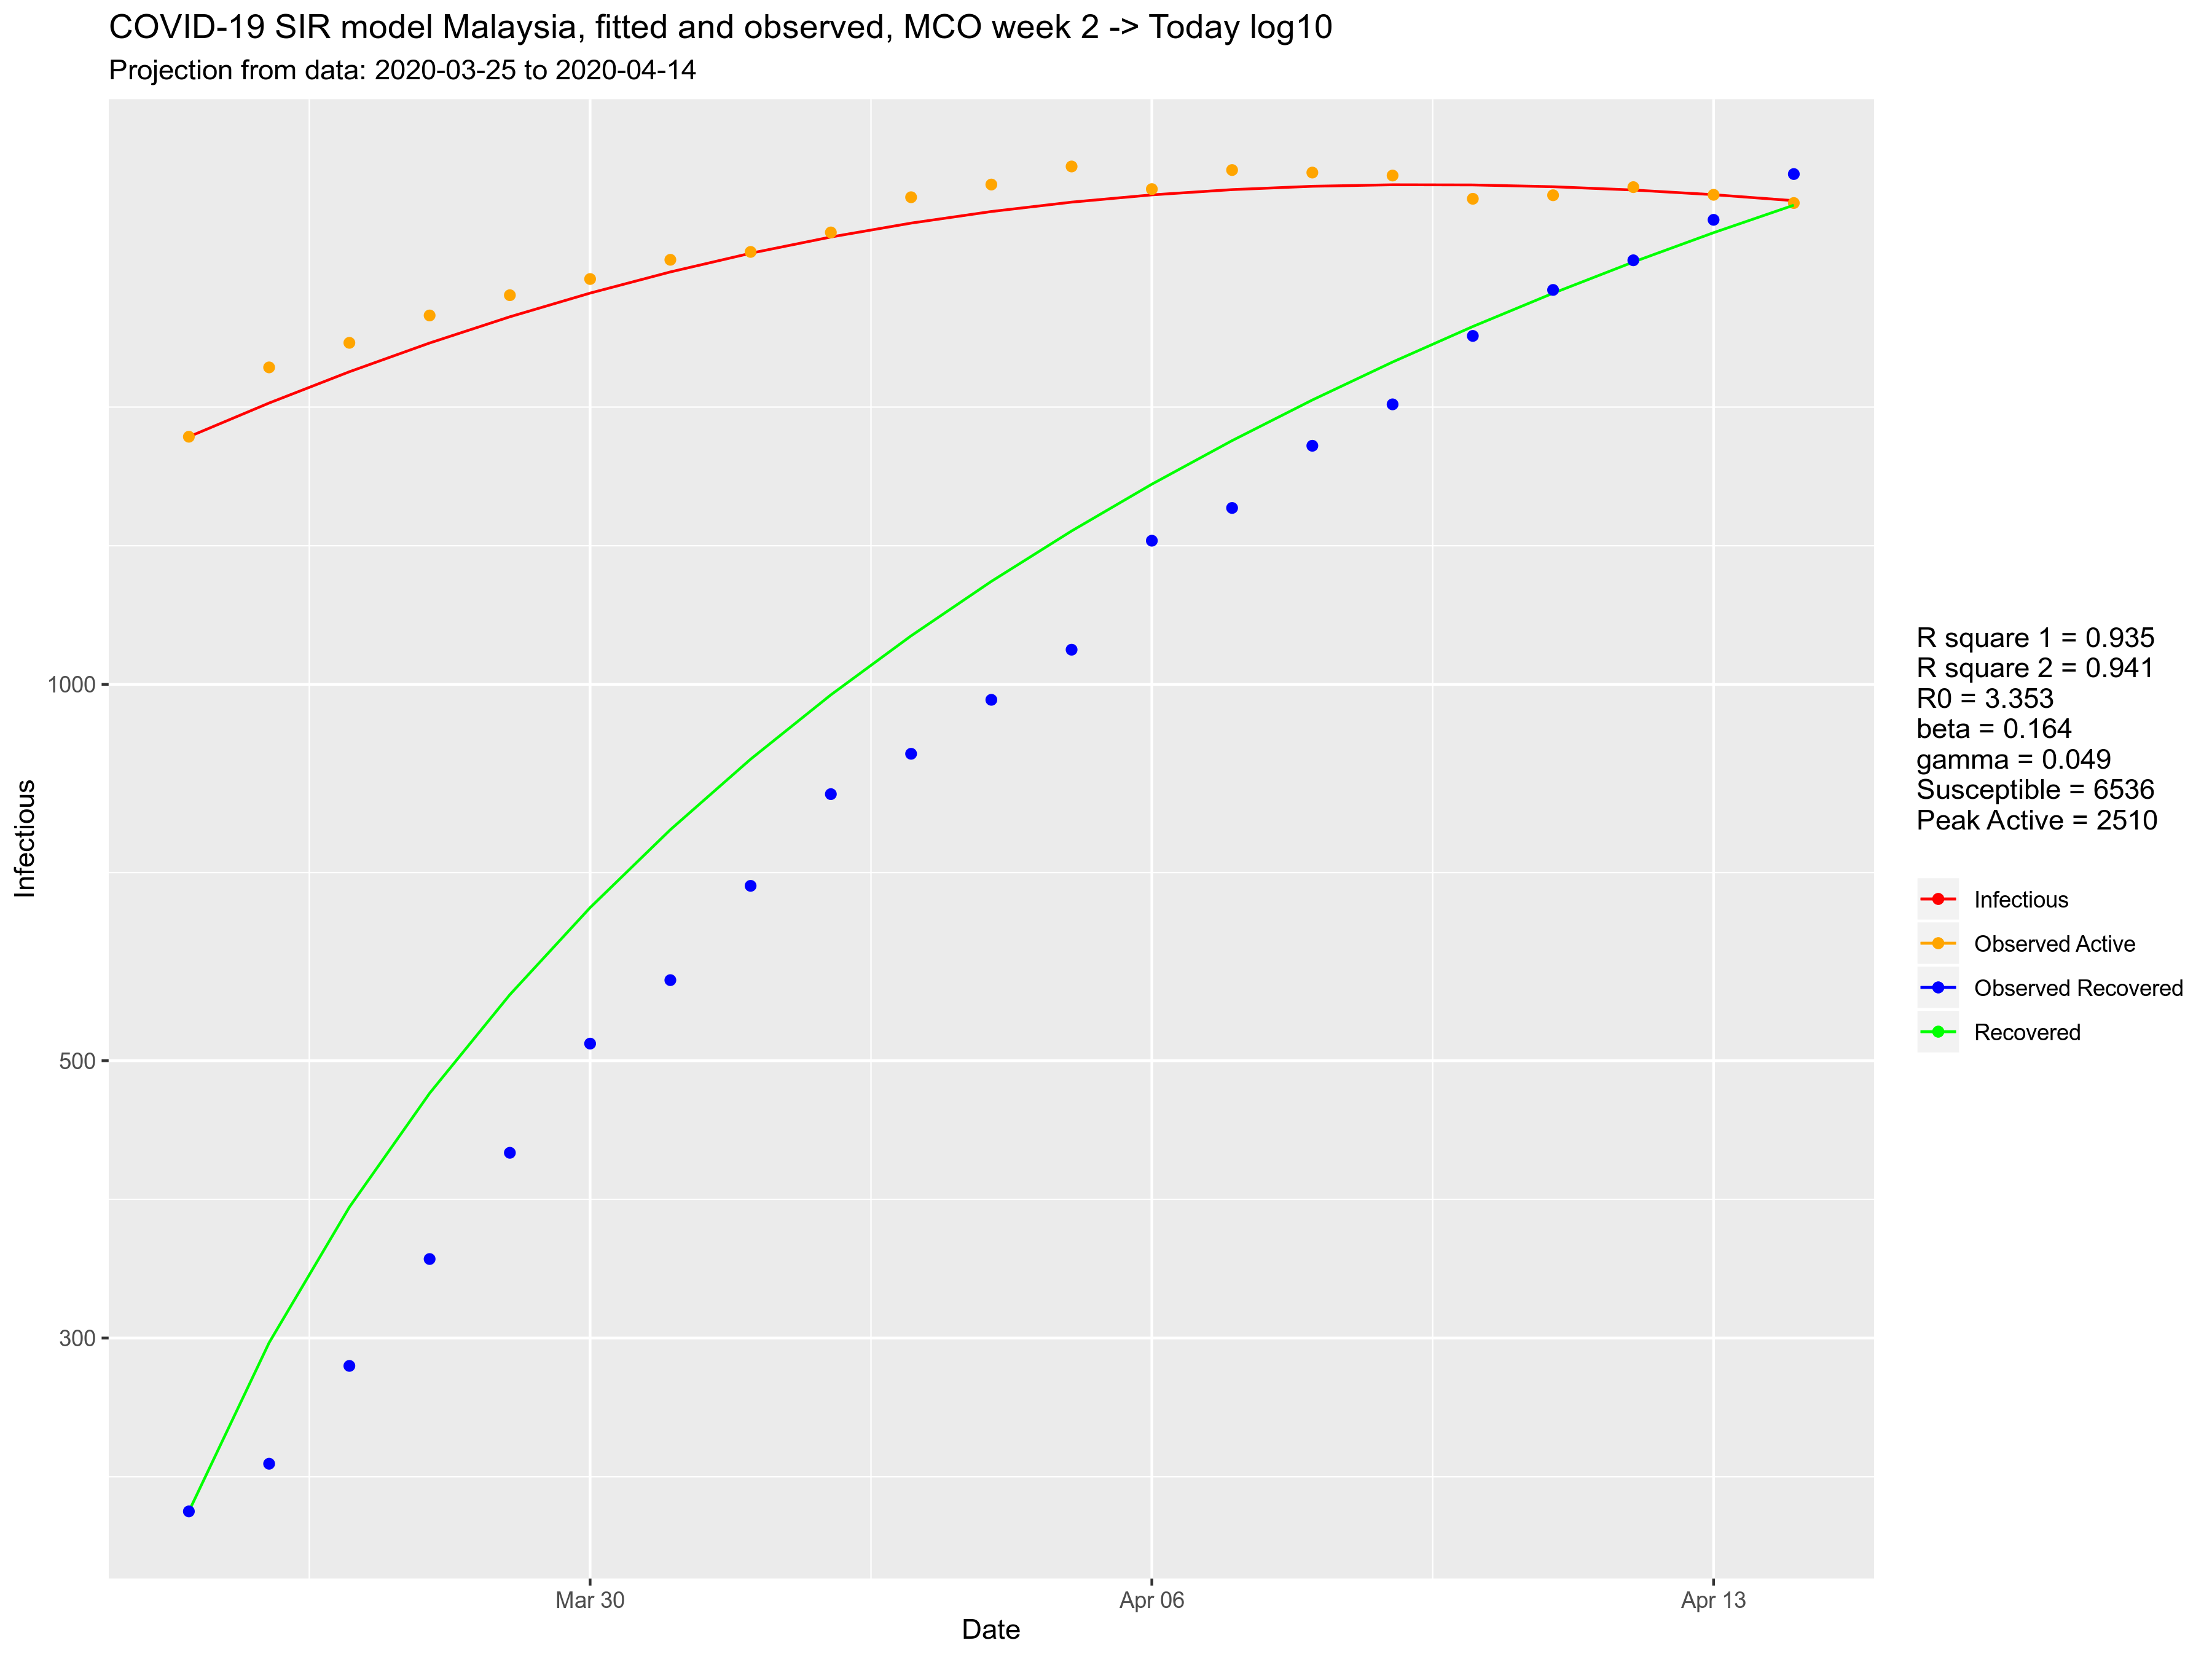 COVID-19 SIR model Malaysia, fitted and observed, MCO week 2 -> Today log10
Projection from data: 2020-03-25 to 2020-04-14
Infectious
1000
500
300
Mar 30
Apr 06
Apr 13
Date
R square 1 = 0.935
R square 2 = 0.941
R0 = 3.353
beta = 0.164
gamma = 0.049
Susceptible = 6536
Peak Active = 2510
Infectious
Observed Active
Observed Recovered
Recovered